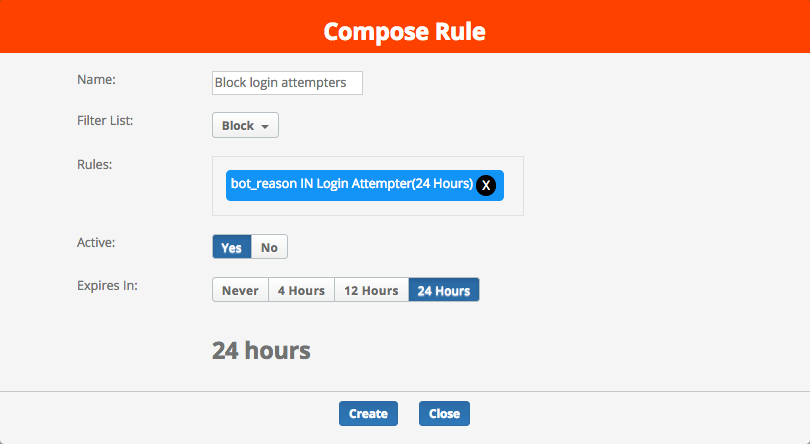 Compose Rule
Name: Block login attempters
Filter List: Block
Rules: bot_reason IN Login Attempter(24 Hours) X
Active: Yes No
Expires In: Never 4 Hours 12 Hours 24 Hours
24 hours
Create Close